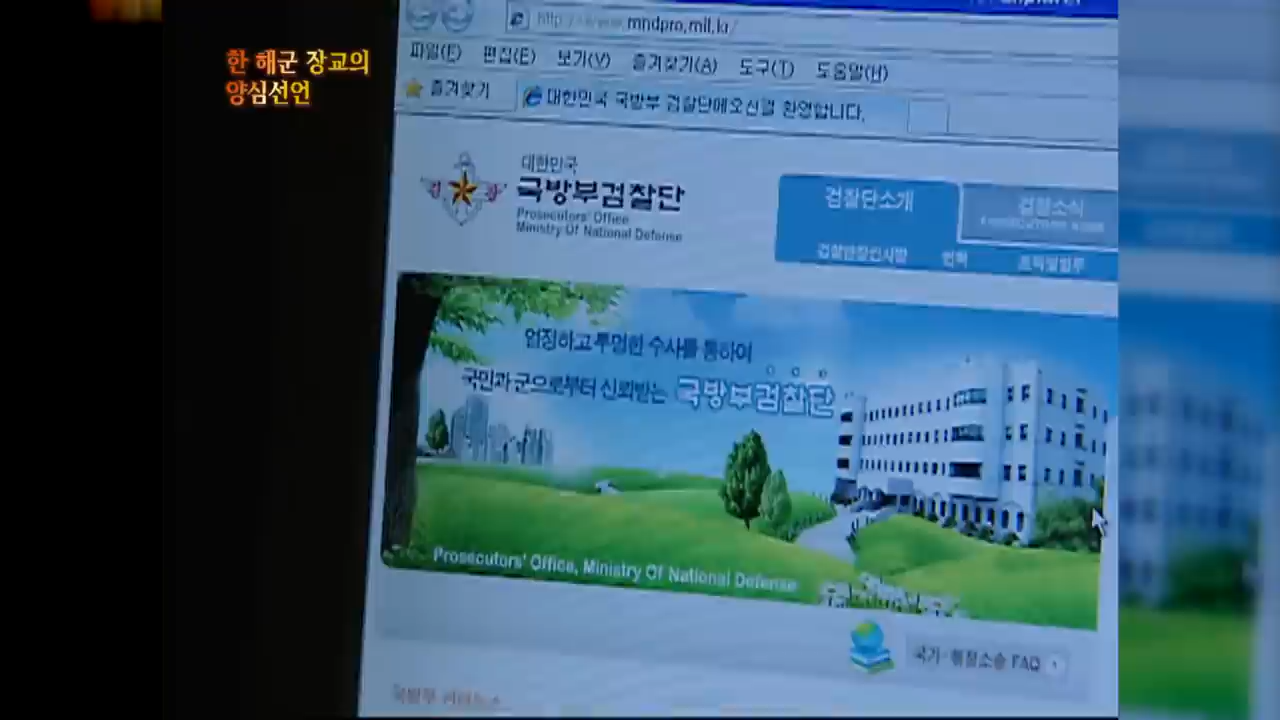 한 해군 장교의
양심선언
mndpro.mil.kr/
파일(F) 편집(E) 보기(V) 즐겨찾기(A) 도구(T) 도움말(H)
즐겨찾기
대한민국 국방부 검찰단에오신걸 환영합니다.
대한민국
국방부검찰단
Prosecutors' Office
Ministry Of National Defense
검찰단소개
검찰소식
엄정하고 투명한 수사를 통하여
국민과 군으로부터 신뢰받는 국방부검찰단
Prosecutors' Office, Ministry Of National Defense
국가·행정소송 FAQ